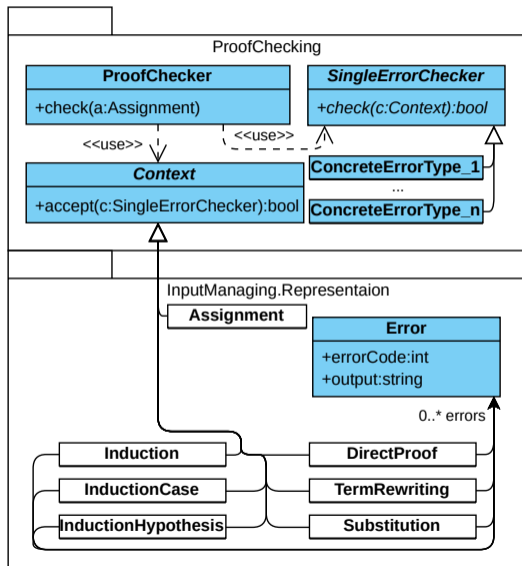 ProofChecking
ProofChecker
+check(a:Assignment)
SingleErrorChecker
+check(c:Context):bool
<<use>>
<<use>>
Context
+accept(c:SingleErrorChecker):bool
ConcreteErrorType_1
...
ConcreteErrorType_n
InputManaging.Representaion
Assignment
Error
+errorCode:int
+output:string
0..* errors
Induction
DirectProof
InductionCase
TermRewriting
InductionHypothesis
Substitution